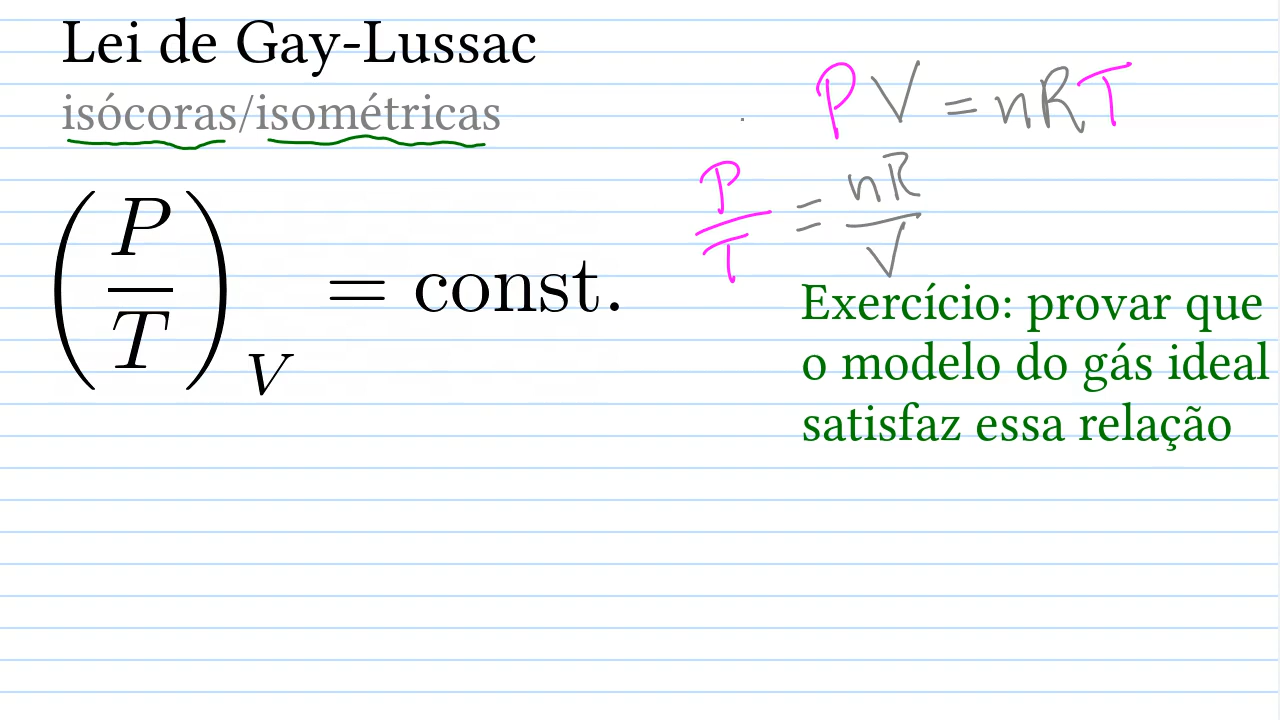 Lei de Gay-Lussac
isócoras/isométricas
(P/T)_V = const.
PV = nRT
P/T = nR/V
Exercício: provar que
o modelo do gás ideal
satisfaz essa relação